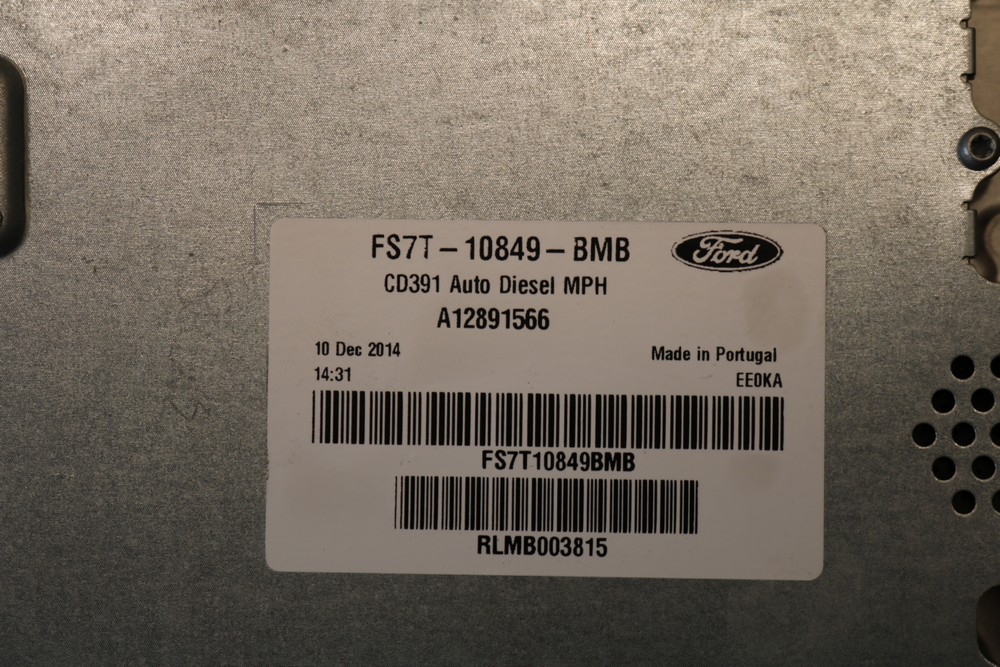 FS7T-10849-BMB
Ford
CD391 Auto Diesel MPH
A12891566
10 Dec 2014
Made in Portugal
14:31
EE0KA
FS7T10849BMB
RLMB003815